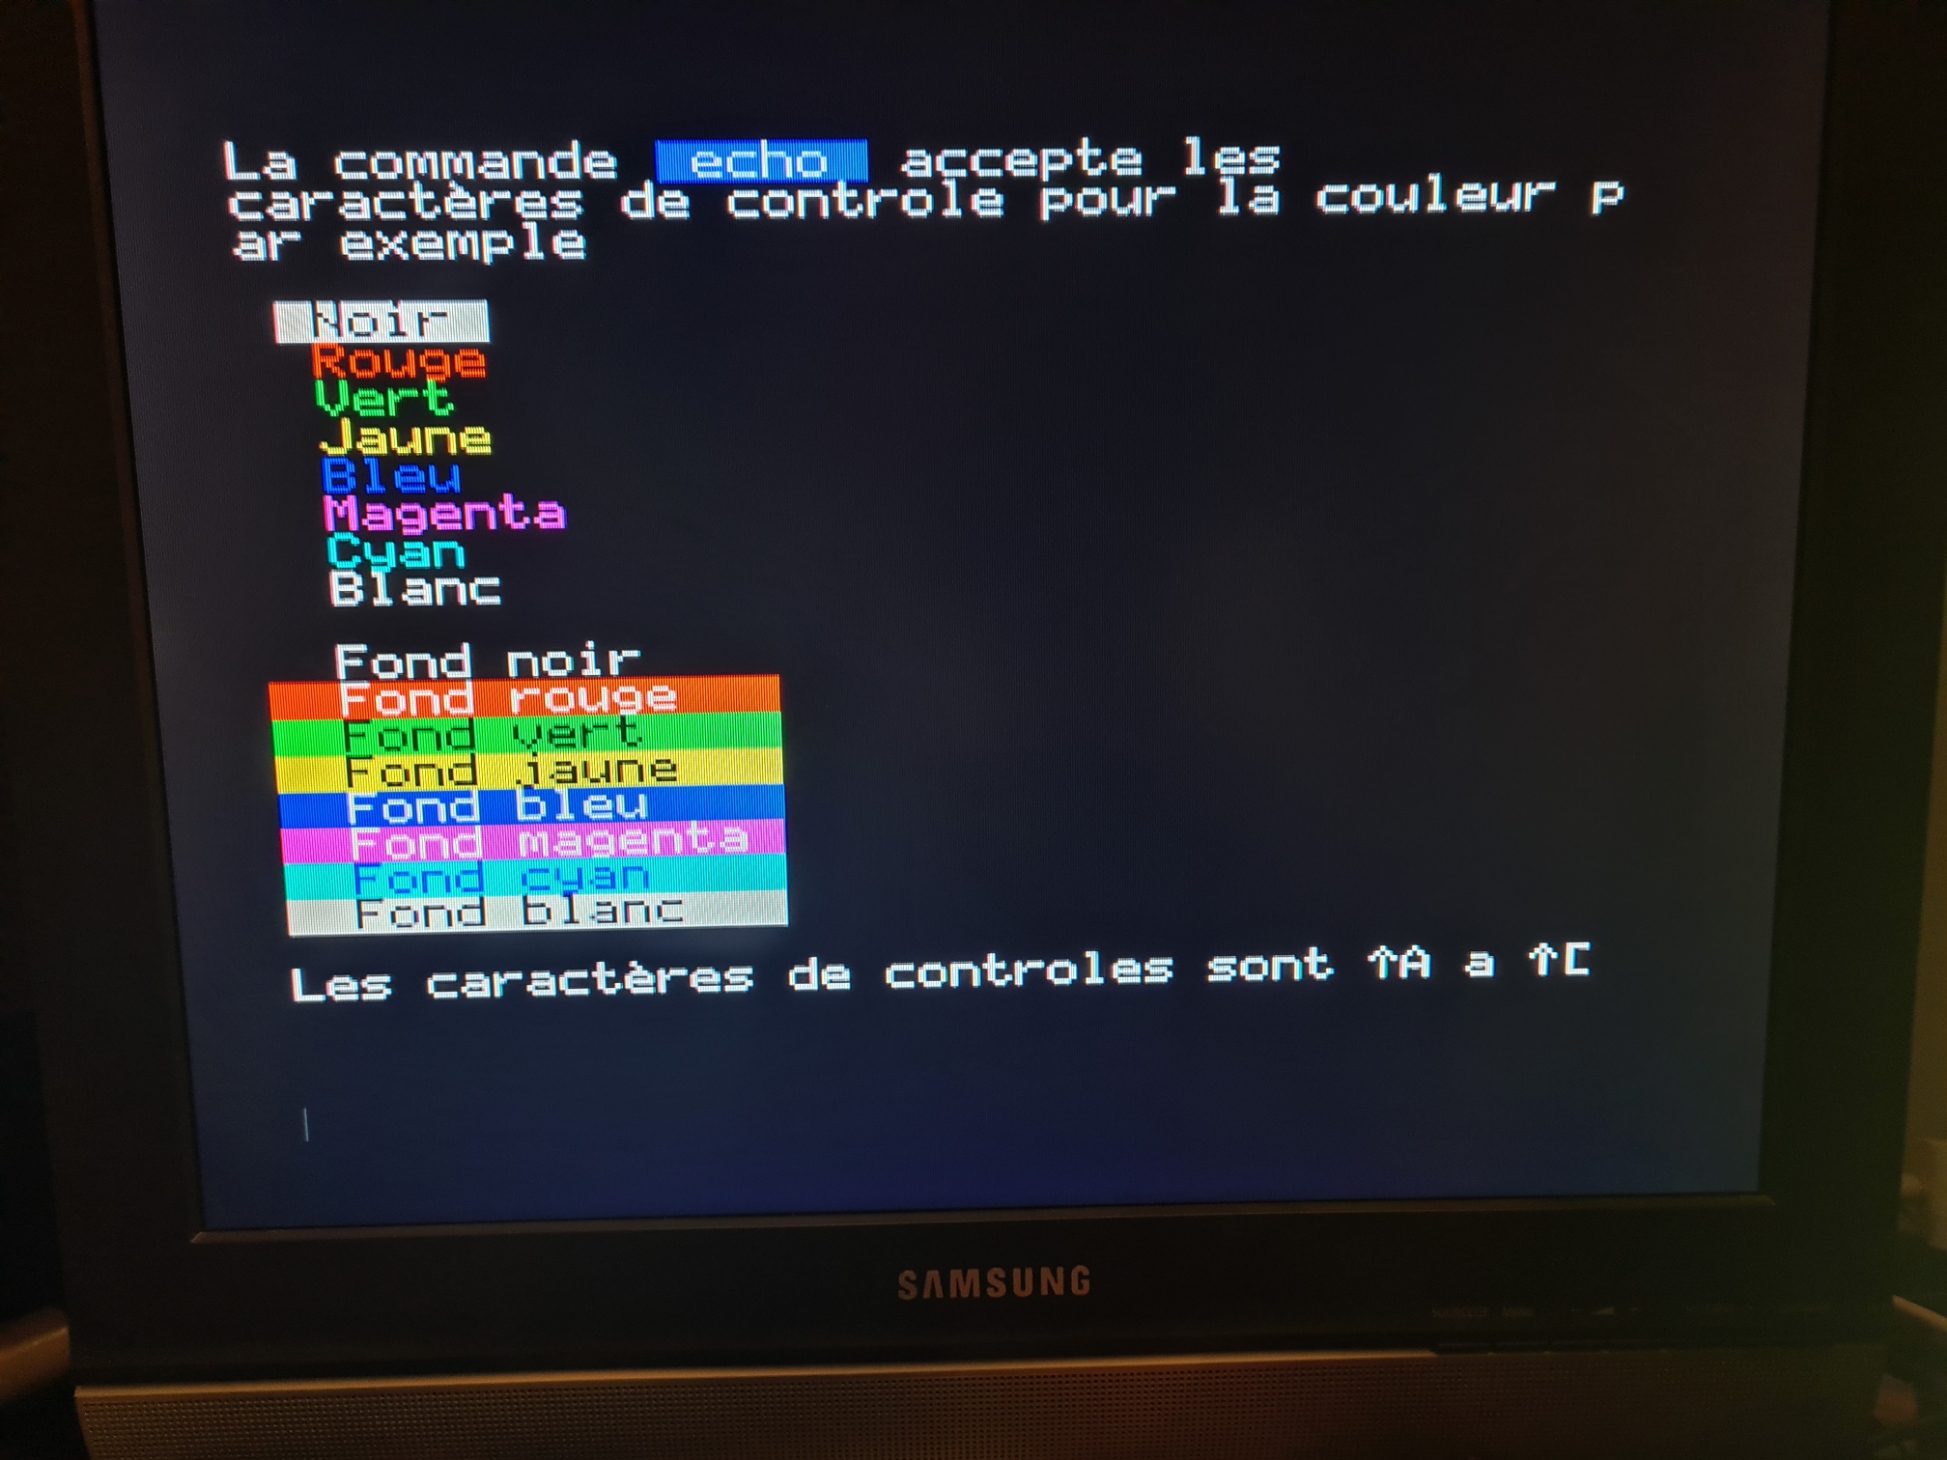 La commande echo accepte les
caractères de controle pour la couleur p
ar exemple
Noir
Rouge
Vert
Jaune
Bleu
Magenta
Cyan
Blanc
Fond noir
Fond rouge
Fond vert
Fond jaune
Fond bleu
Fond magenta
Fond cyan
Fond blanc
Les caractères de controles sont ↑A a ↑[
SAMSUNG